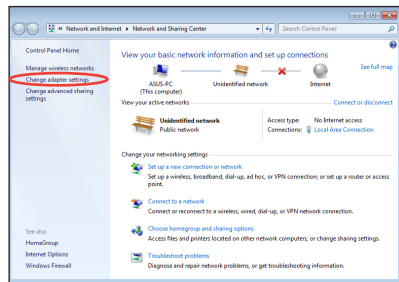 « Network and Internet ▸ Network and Sharing Center
Search Control Panel
Control Panel Home
Manage wireless networks
Change adapter settings
Change advanced sharing
settings
View your basic network information and set up connections
See full map
ASUS-PC
(This computer)
Unidentified network
Internet
View your active networks
Connect or disconnect
Unidentified network
Public network
Access type: No Internet access
Connections: Local Area Connection
Change your networking settings
Set up a new connection or network
Set up a wireless, broadband, dial-up, ad hoc, or VPN connection; or set up a router or access
point.
Connect to a network
Connect or reconnect to a wireless, wired, dial-up, or VPN network connection.
Choose homegroup and sharing options
Access files and printers located on other network computers, or change sharing settings.
Troubleshoot problems
Diagnose and repair network problems, or get troubleshooting information.
See also
HomeGroup
Internet Options
Windows Firewall